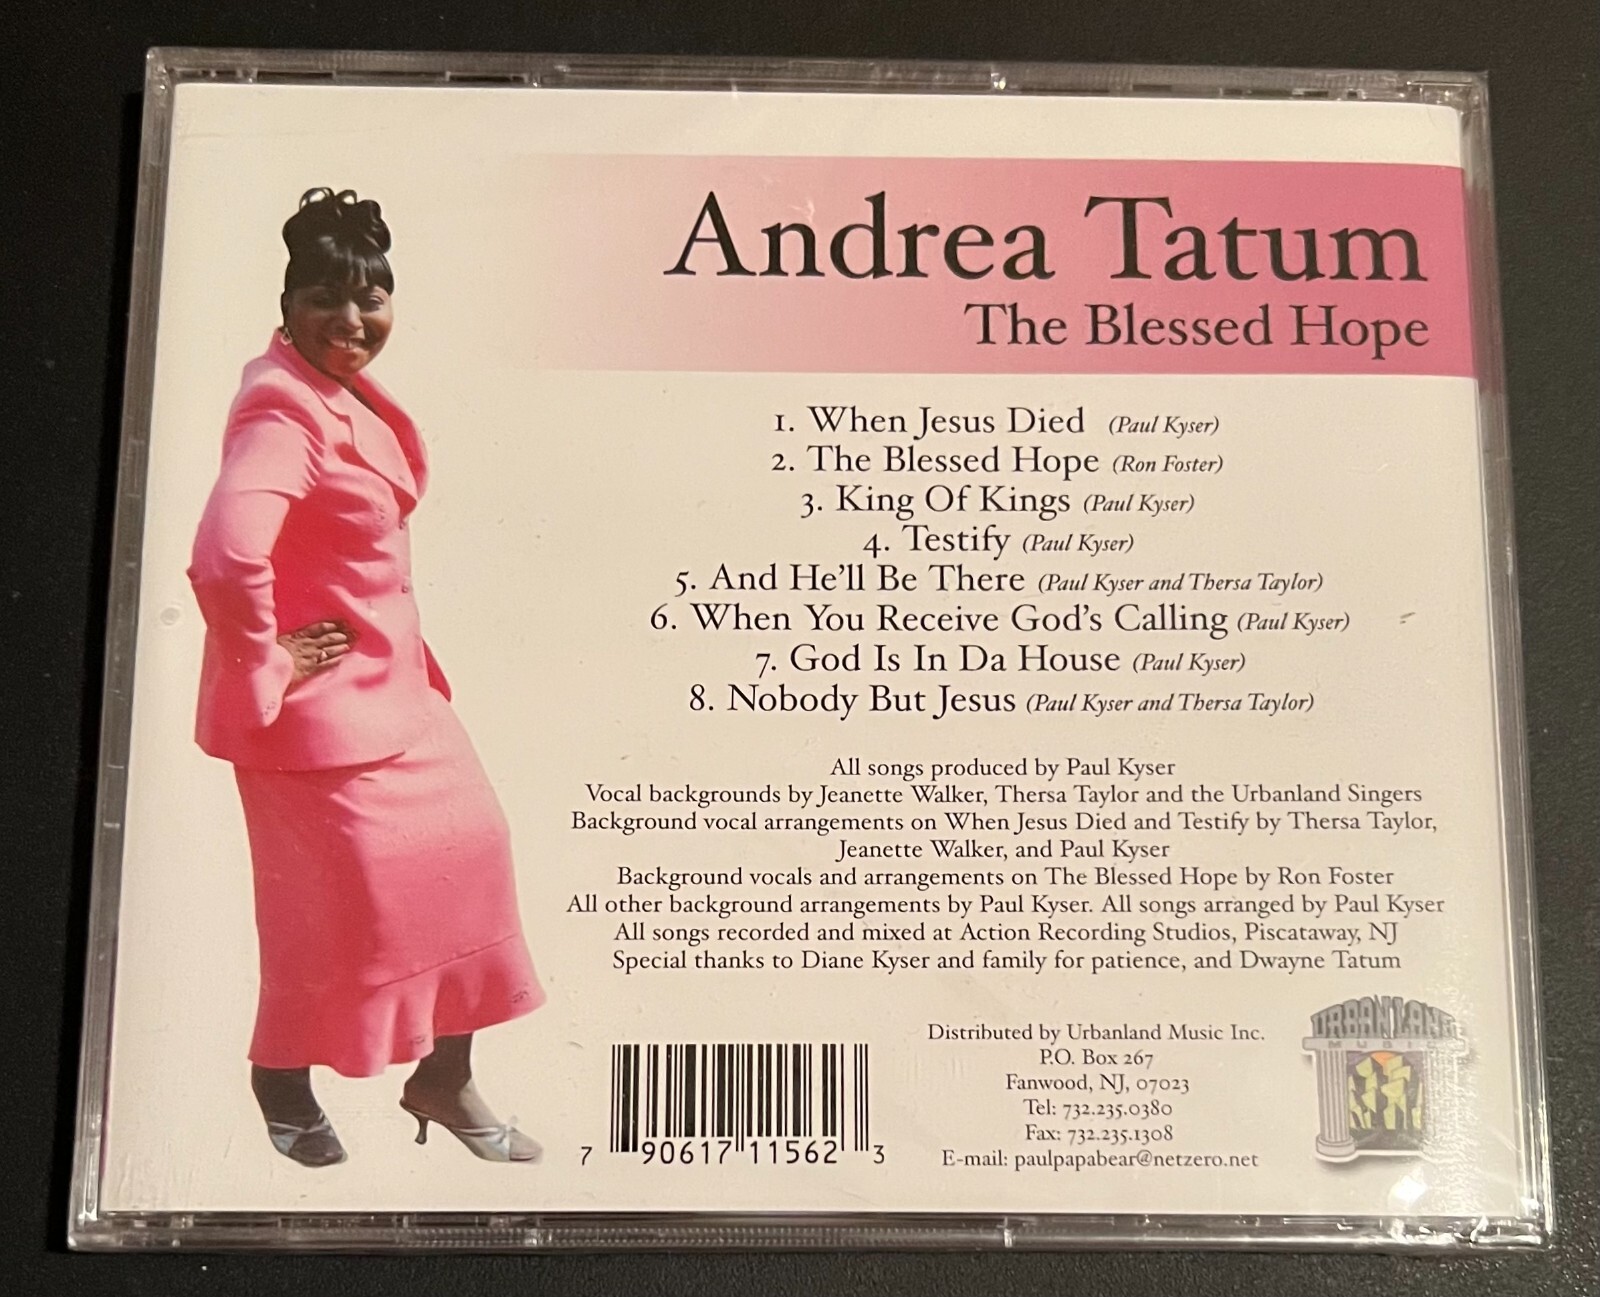 Andrea Tatum
The Blessed Hope
1. When Jesus Died (Paul Kyser)
2. The Blessed Hope (Ron Foster)
3. King Of Kings (Paul Kyser)
4. Testify (Paul Kyser)
5. And He'll Be There (Paul Kyser and Thersa Taylor)
6. When You Receive God's Calling (Paul Kyser)
7. God Is In Da House (Paul Kyser)
8. Nobody But Jesus (Paul Kyser and Thersa Taylor)
All songs produced by Paul Kyser
Vocal backgrounds by Jeanette Walker, Thersa Taylor and the Urbanland Singers
Background vocal arrangements on When Jesus Died and Testify by Thersa Taylor,
Jeanette Walker, and Paul Kyser
Background vocals and arrangements on The Blessed Hope by Ron Foster
All other background arrangements by Paul Kyser. All songs arranged by Paul Kyser
All songs recorded and mixed at Action Recording Studios, Piscataway, NJ
Special thanks to Diane Kyser and family for patience, and Dwayne Tatum
Distributed by Urbanland Music Inc.
P.O. Box 267
Fanwood, NJ, 07023
Tel: 732.235.0380
Fax: 732.235.1308
E-mail: paulpapabear@netzero.net
7 90617 11562 3
URBANLAND
MUSIC